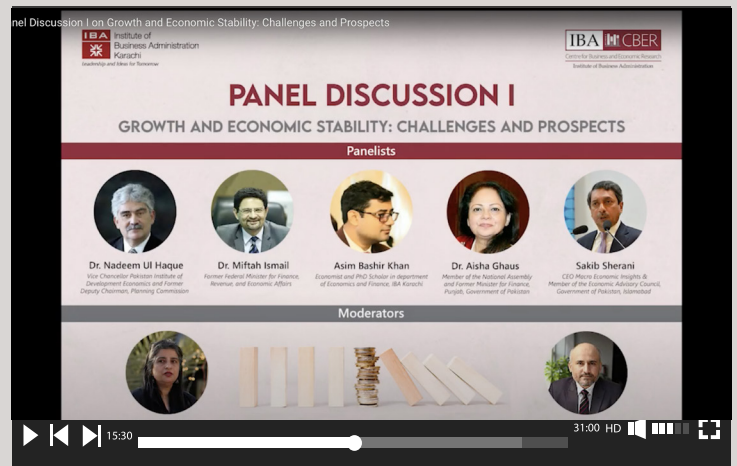 nel Discussion I on Growth and Economic Stability: Challenges and Prospects
IBA
Institute of
Business Administration
Karachi
Leadership and Ideas for Tomorrow
IBA CBER
Centre for Business and Economic Research
Institute of Business Administration
PANEL DISCUSSION I
GROWTH AND ECONOMIC STABILITY: CHALLENGES AND PROSPECTS
Panelists
Dr. Nadeem Ul Haque
Vice Chancellor Pakistan Institute of
Development Economics and Former
Deputy Chairman, Planning Commission
Dr. Miftah Ismail
Former Federal Minister for Finance,
Revenue, and Economic Affairs
Asim Bashir Khan
Economist and PhD Scholar in department
of Economics and Finance, IBA Karachi
Dr. Aisha Ghaus
Member of the National Assembly
and Former Minister for Finance,
Punjab, Government of Pakistan
Sakib Sherani
CEO Macro Economic Insights &
Member of the Economic Advisory Council,
Government of Pakistan, Islamabad
Moderators
15:30
31:00 HD